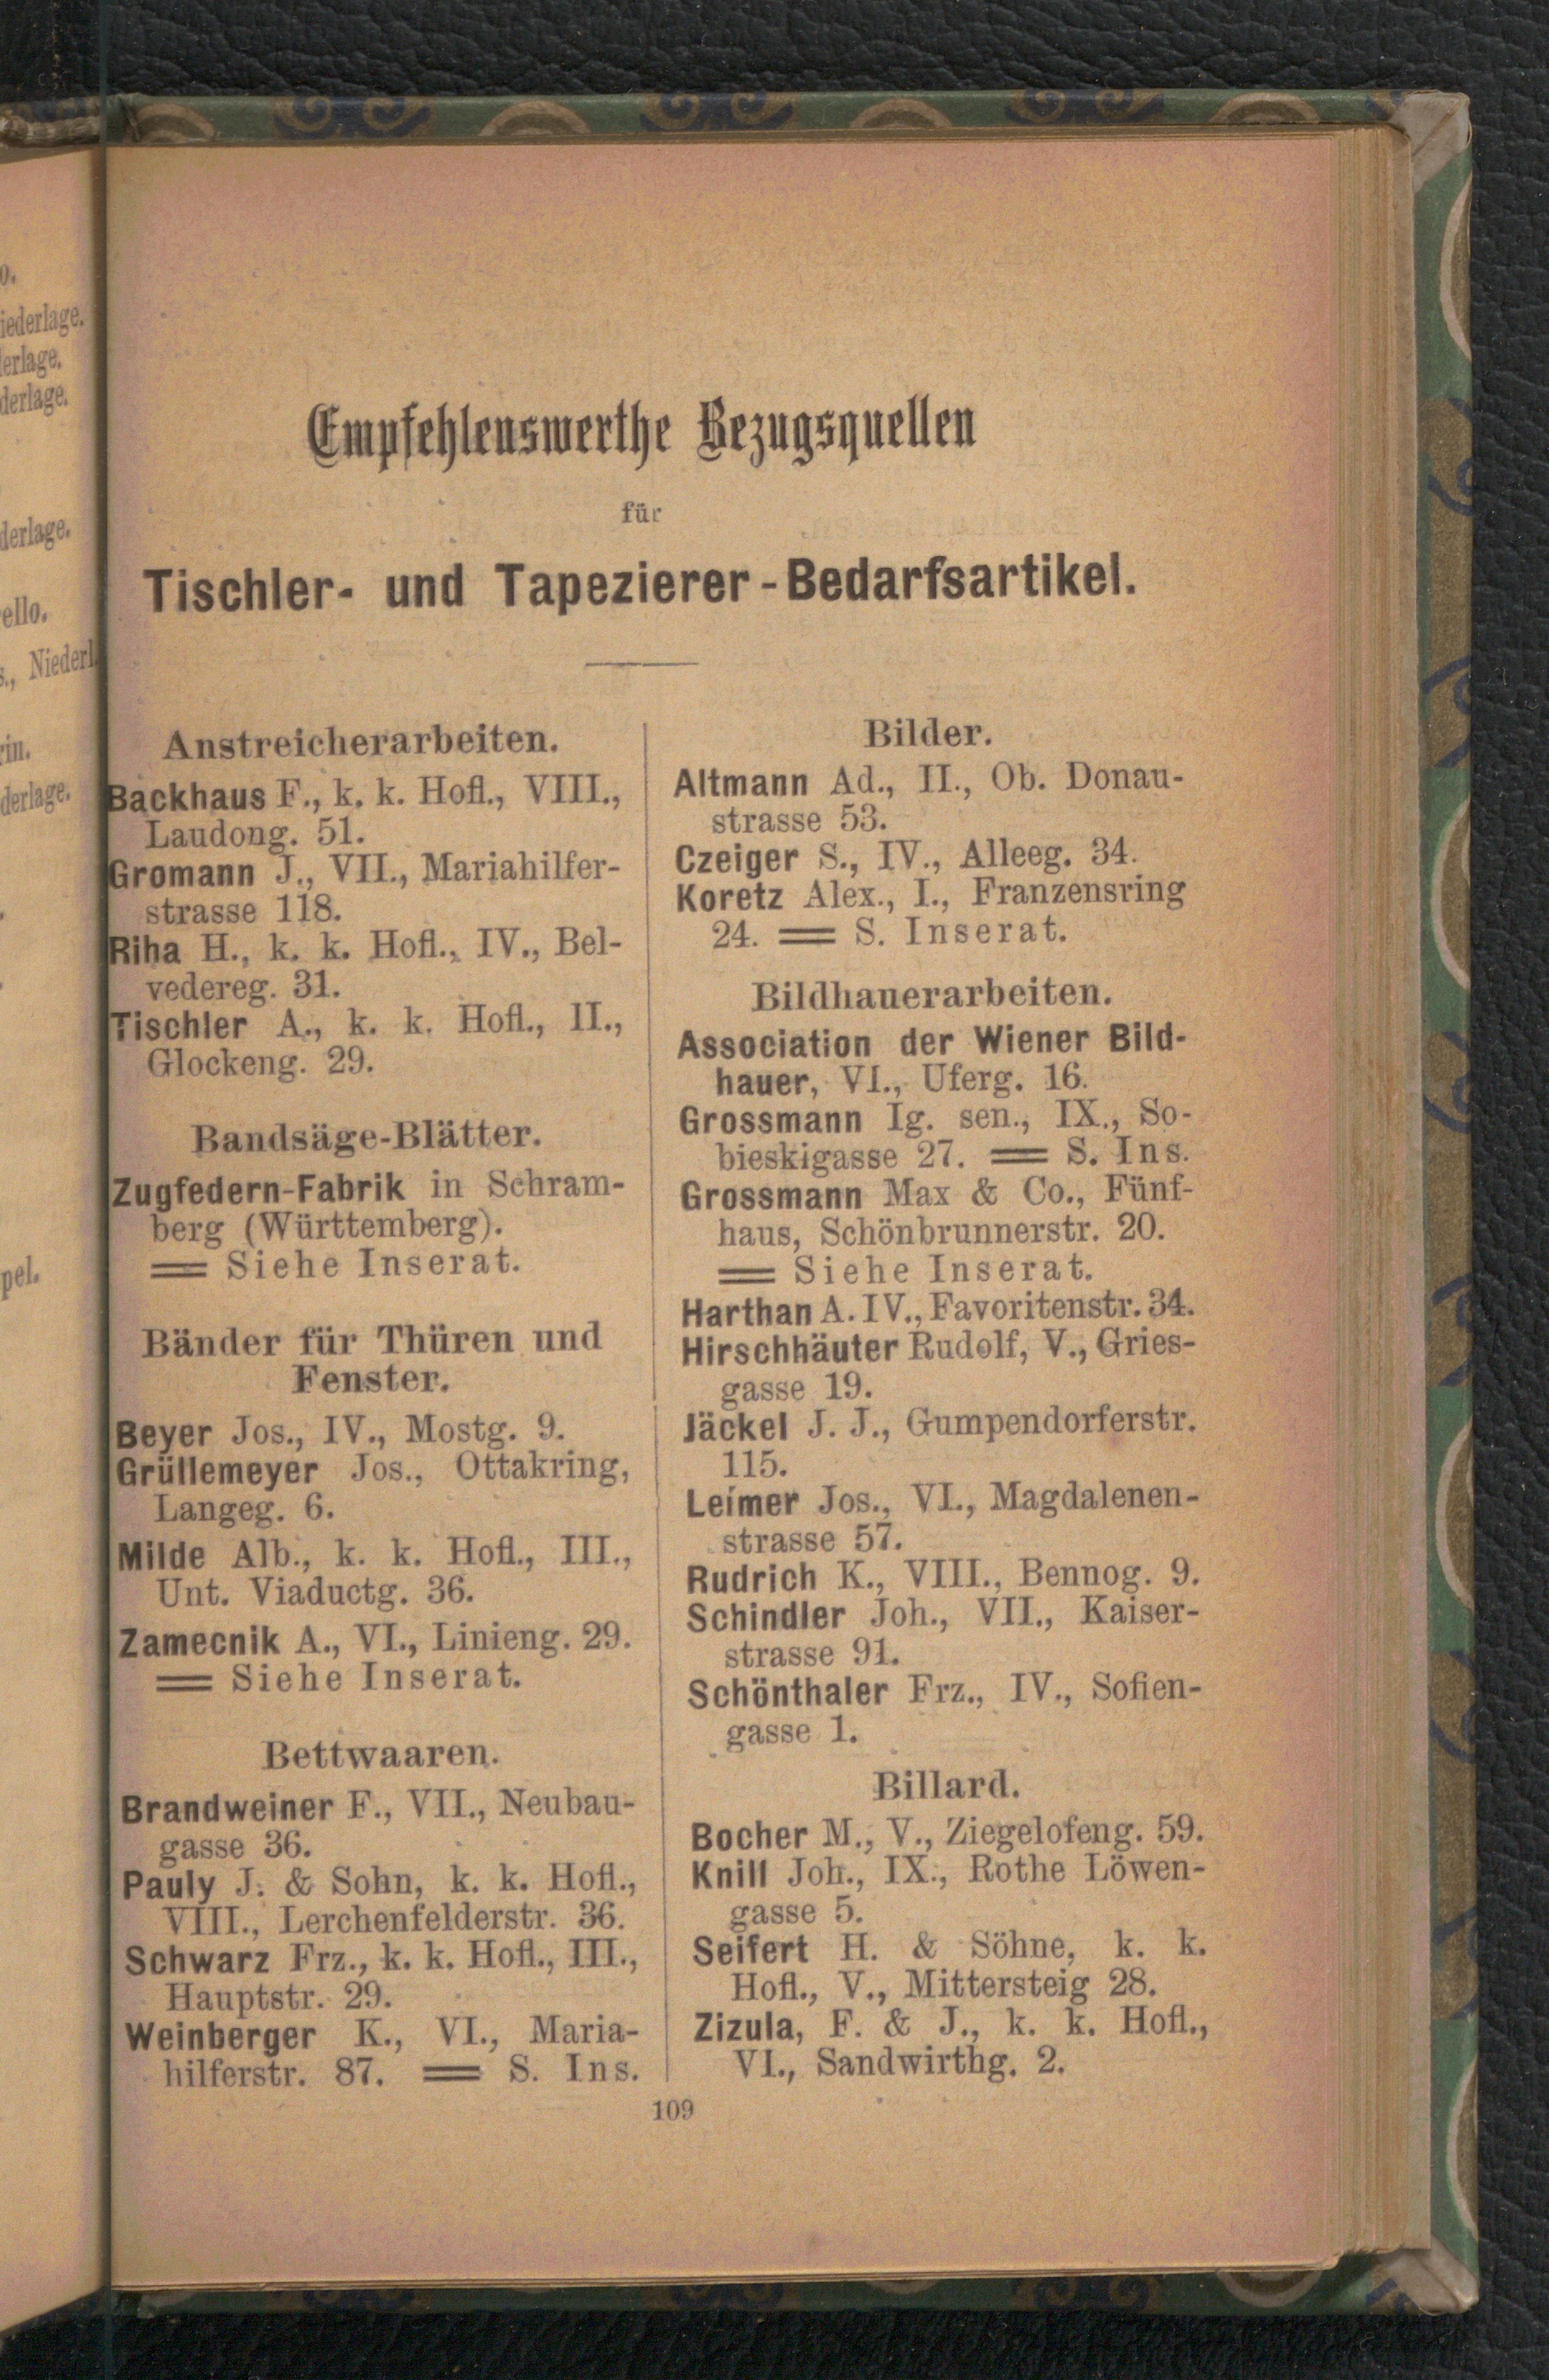 Empfehlenswerthe Bezugsquellen
für
Tischler- und Tapezierer-Bedarfsartikel.
Anstreicherarbeiten.
Backhaus F., k. k. Hofl., VIII.,
Laudong. 51.
Gromann J., VII., Mariahilfer-
strasse 118.
Riha H., k. k. Hofl., IV., Bel-
vedereg. 31.
Tischler A., k. k. Hofl., II.,
Glockeng. 29.
Bandsäge-Blätter.
Zugfedern-Fabrik in Schram-
berg (Württemberg).
= Siehe Inserat.
Bänder für Thüren und
Fenster.
Beyer Jos., IV., Mostg. 9.
Grüllemeyer Jos., Ottakring,
Langeg. 6.
Milde Alb., k. k. Hofl., III.,
Unt. Viaductg. 36.
Zamecnik A., VI., Linieng. 29.
= Siehe Inserat.
Bettwaaren.
Brandweiner F., VII., Neubau-
gasse 36.
Pauly J. & Sohn, k. k. Hofl.,
VIII., Lerchenfelderstr. 36.
Schwarz Frz., k. k. Hofl., III.,
Hauptstr. 29.
Weinberger K., VI., Maria-
hilferstr. 87. = S. Ins.
Bilder.
Altmann Ad., II., Ob. Donau-
strasse 53.
Czeiger S., IV., Alleeg. 34.
Koretz Alex., I., Franzensring
24. = S. Inserat.
Bildhauerarbeiten.
Association der Wiener Bild-
hauer, VI., Uferg. 16.
Grossmann Ig. sen., IX., So-
bieskigasse 27. = S. Ins.
Grossmann Max & Co., Fünf-
haus, Schönbrunnerstr. 20.
= Siehe Inserat.
Harthan A. IV., Favoritenstr. 34.
Hirschhäuter Rudolf, V., Gries-
gasse 19.
Jäckel J. J., Gumpendorferstr.
115.
Leimer Jos., VI., Magdalenen-
strasse 57.
Rudrich K., VIII., Bennog. 9.
Schindler Joh., VII., Kaiser-
strasse 91.
Schönthaler Frz., IV., Sofien-
gasse 1.
Billard.
Bocher M., V., Ziegelofeng. 59.
Knill Joh., IX., Rothe Löwen-
gasse 5.
Seifert H. & Söhne, k. k.
Hofl., V., Mittersteig 28.
Zizula, F. & J., k. k. Hofl.,
VI., Sandwirthg. 2.
109